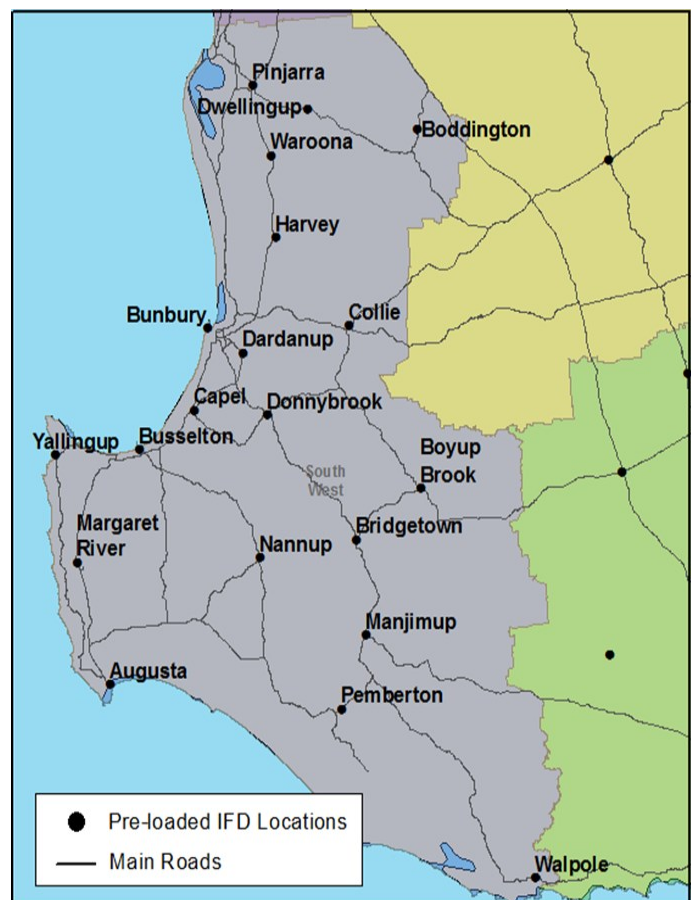 Pinjarra
Dwellingup
Boddington
Waroona
Harvey
Bunbury
Collie
Dardanup
Capel
Donnybrook
Yallingup
Busselton
Boyup
Brook
South
West
Margaret
River
Bridgetown
Nannup
Manjimup
Augusta
Pemberton
Pre-loaded IFD Locations
Main Roads
Walpole